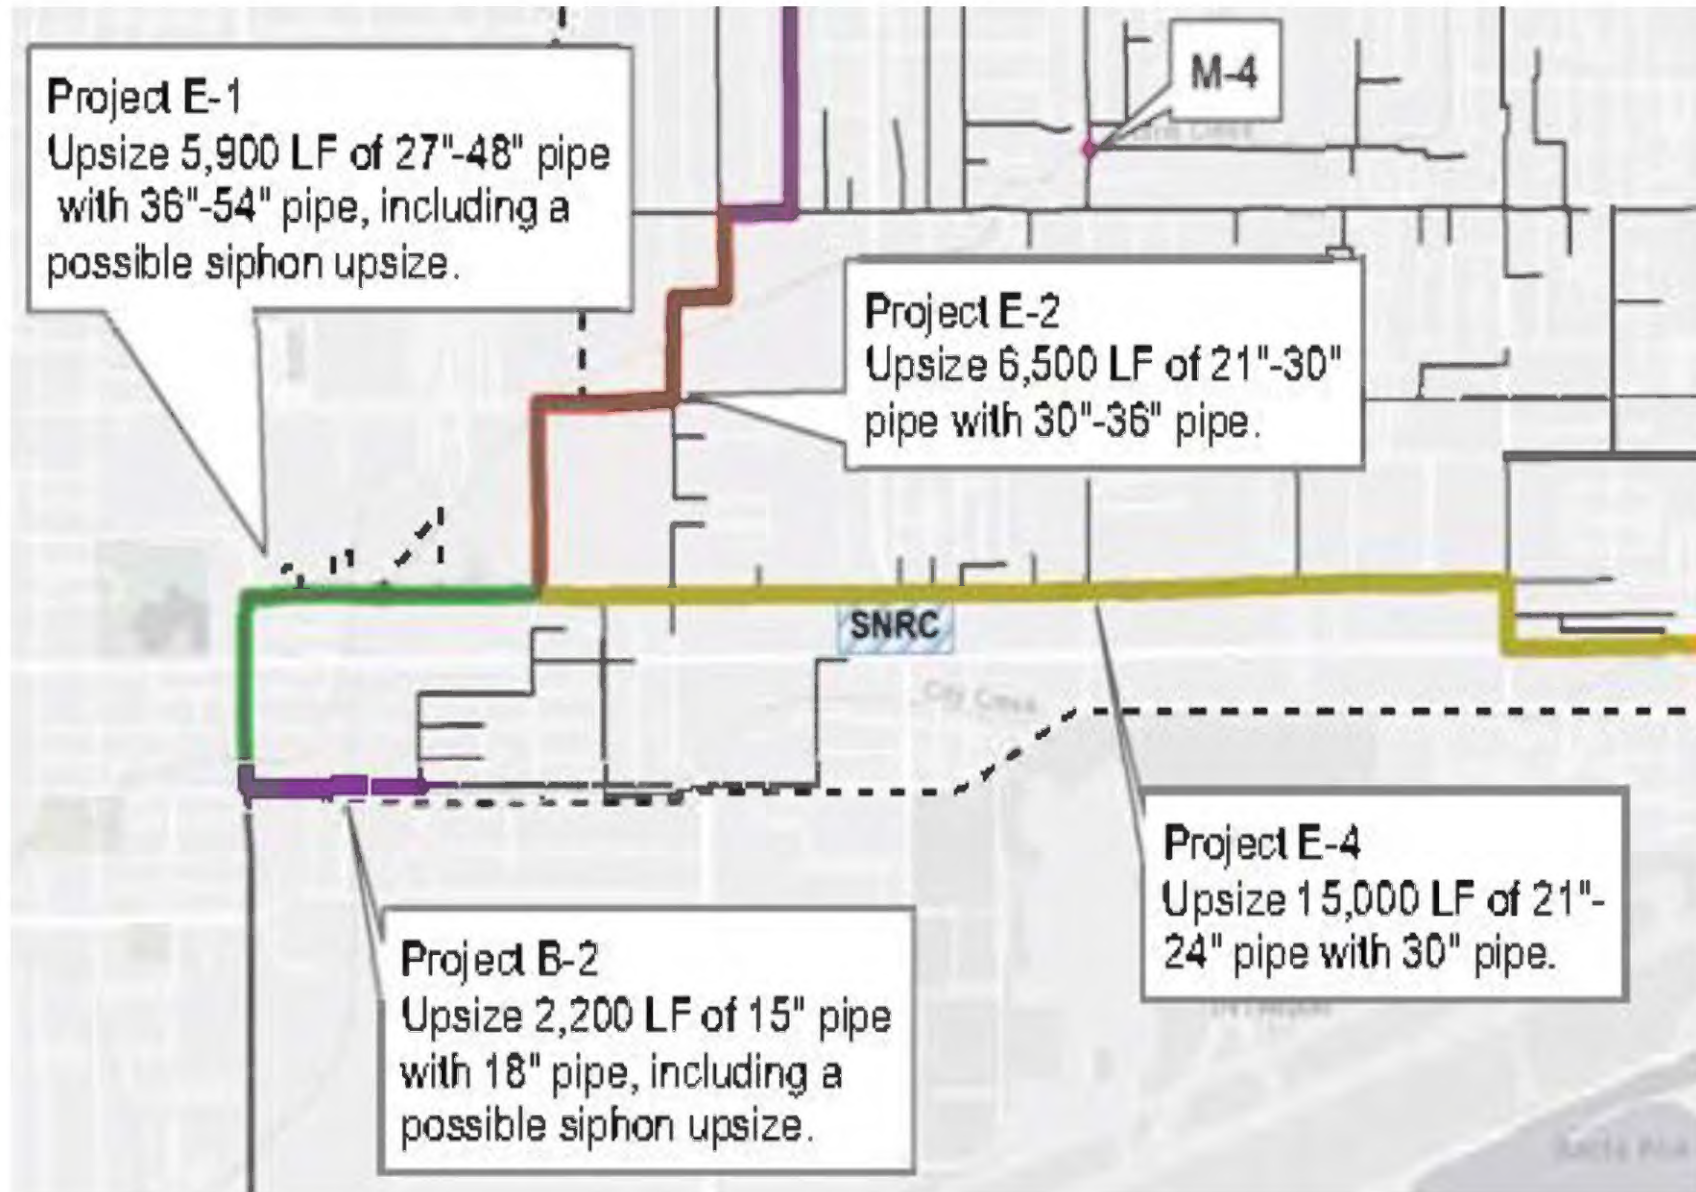 Project E-1
Upsize 5,900 LF of 27"-48" pipe
with 36"-54" pipe, including a
possible siphon upsize.
M-4
Project E-2
Upsize 6,500 LF of 21"-30"
pipe with 30"-36" pipe.
SNRC
City Creek
Project E-4
Upsize 15,000 LF of 21"-
24" pipe with 30" pipe.
Project B-2
Upsize 2,200 LF of 15" pipe
with 18" pipe, including a
possible siphon upsize.